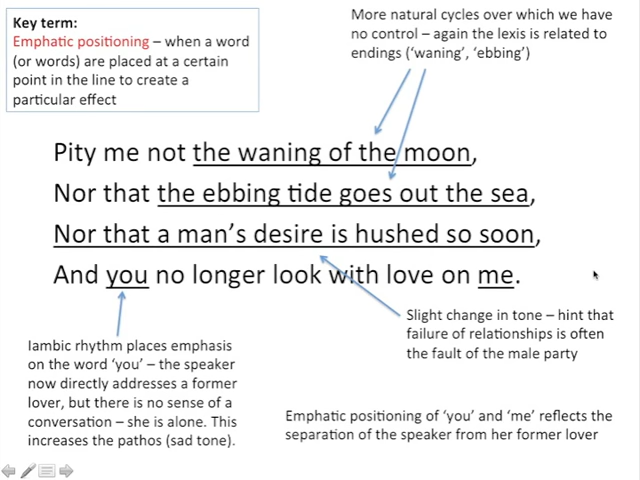 Key term:
Emphatic positioning – when a word
(or words) are placed at a certain
point in the line to create a
particular effect
More natural cycles over which we have
no control – again the lexis is related to
endings (‘waning’, ‘ebbing’)
Pity me not the waning of the moon,
Nor that the ebbing tide goes out the sea,
Nor that a man’s desire is hushed so soon,
And you no longer look with love on me.
Slight change in tone – hint that
failure of relationships is often
the fault of the male party
Iambic rhythm places emphasis
on the word ‘you’ – the speaker
now directly addresses a former
lover, but there is no sense of a
conversation – she is alone. This
increases the pathos (sad tone).
Emphatic positioning of ‘you’ and ‘me’ reflects the
separation of the speaker from her former lover